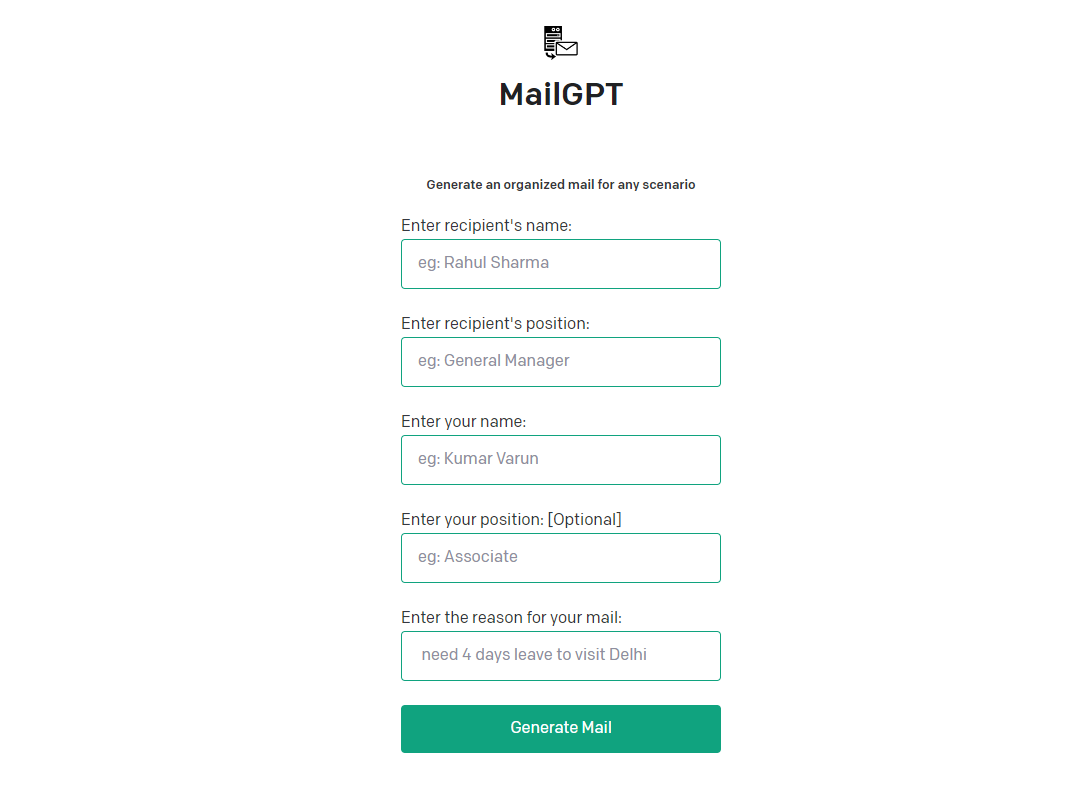 MailGPT
Generate an organized mail for any scenario
Enter recipient's name:
eg: Rahul Sharma
Enter recipient's position:
eg: General Manager
Enter your name:
eg: Kumar Varun
Enter your position: [Optional]
eg: Associate
Enter the reason for your mail:
need 4 days leave to visit Delhi
Generate Mail